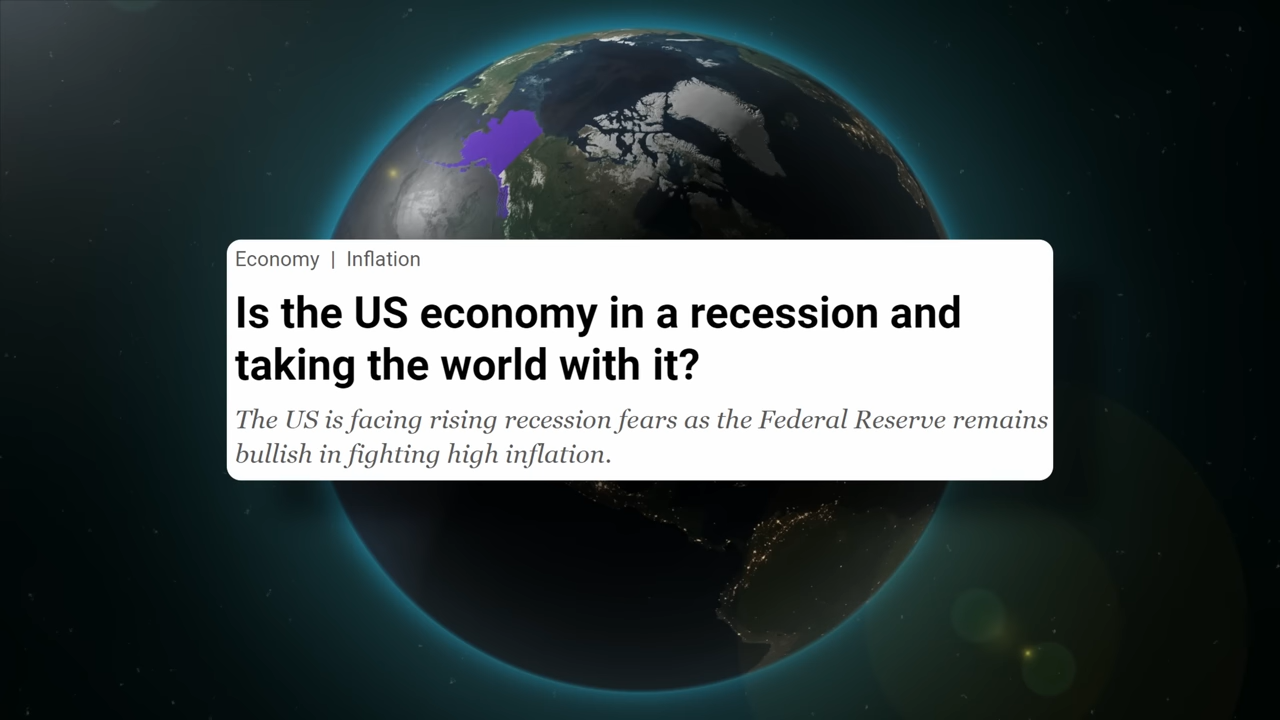 Economy | Inflation
Is the US economy in a recession and
taking the world with it?
The US is facing rising recession fears as the Federal Reserve remains
bullish in fighting high inflation.